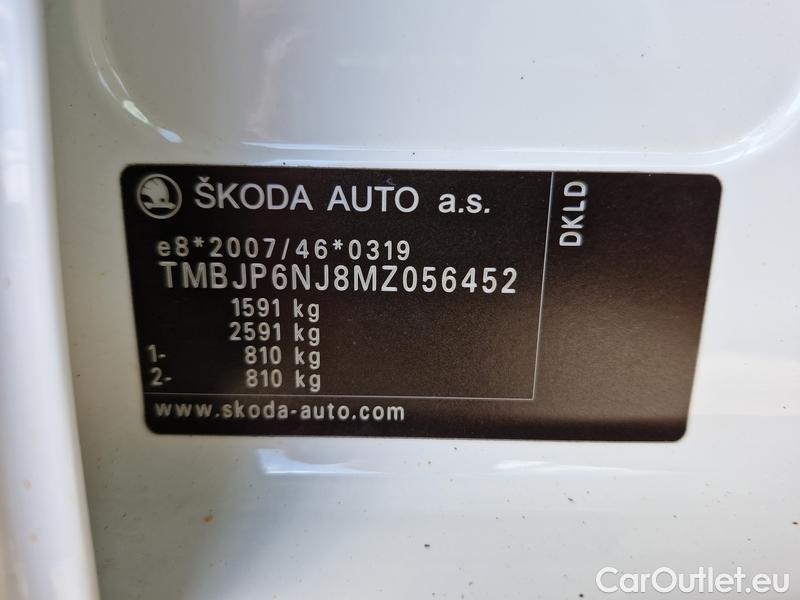 ŠKODA AUTO a.s.
DKLD
e8*2007/46*0319
TMBJP6NJ8MZ056452
1591 kg
2591 kg
1- 810 kg
2- 810 kg
www.skoda-auto.com
CarOutlet.eu